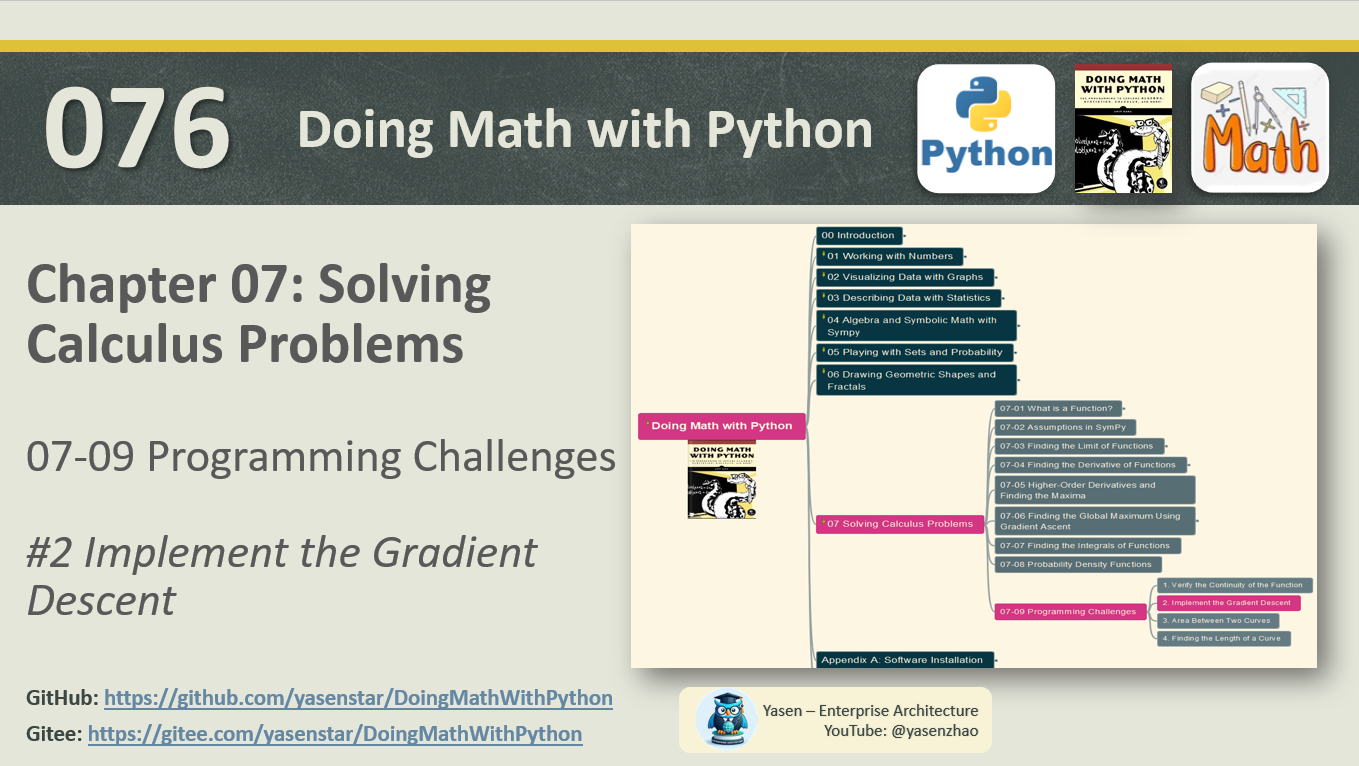 076
Doing Math with Python
Python
DOING MATH
WITH PYTHON
Math
Chapter 07: Solving
Calculus Problems
07-09 Programming Challenges
#2 Implement the Gradient
Descent
GitHub: https://github.com/yasenstar/DoingMathWithPython
Gitee: https://gitee.com/yasenstar/DoingMathWithPython
Doing Math with Python
DOING MATH
WITH PYTHON
00 Introduction
01 Working with Numbers
02 Visualizing Data with Graphs
03 Describing Data with Statistics
04 Algebra and Symbolic Math with
Sympy
05 Playing with Sets and Probability
06 Drawing Geometric Shapes and
Fractals
07 Solving Calculus Problems
07-01 What is a Function?
07-02 Assumptions in SymPy
07-03 Finding the Limit of Functions
07-04 Finding the Derivative of Functions
07-05 Higher-Order Derivatives and
Finding the Maxima
07-06 Finding the Global Maximum Using
Gradient Ascent
07-07 Finding the Integrals of Functions
07-08 Probability Density Functions
07-09 Programming Challenges
1. Verify the Continuity of the Function
2. Implement the Gradient Descent
3. Area Between Two Curves
4. Finding the Length of a Curve
Appendix A: Software Installation
Yasen – Enterprise Architecture
YouTube: @yasenzhao